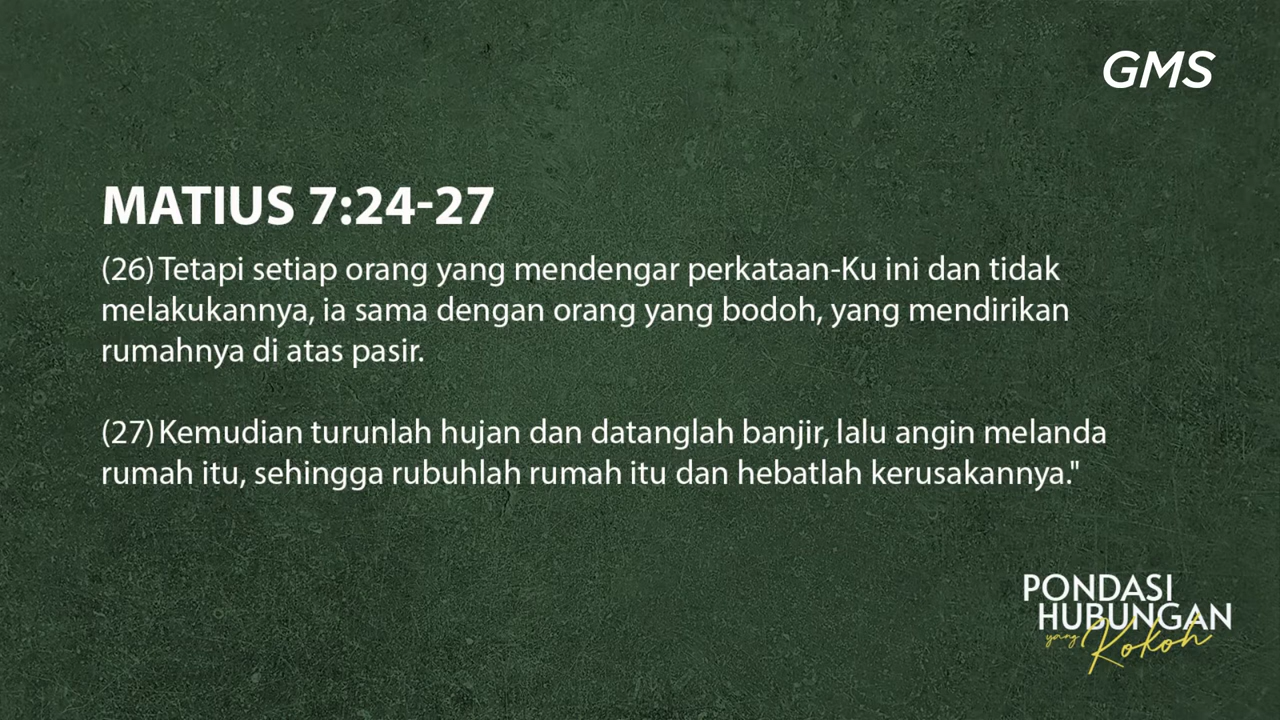 GMS
MATIUS 7:24-27
(26) Tetapi setiap orang yang mendengar perkataan-Ku ini dan tidak
melakukannya, ia sama dengan orang yang bodoh, yang mendirikan
rumahnya di atas pasir.
(27) Kemudian turunlah hujan dan datanglah banjir, lalu angin melanda
rumah itu, sehingga rubuhlah rumah itu dan hebatlah kerusakannya."
PONDASI
HUBUNGAN
yang Kokoh